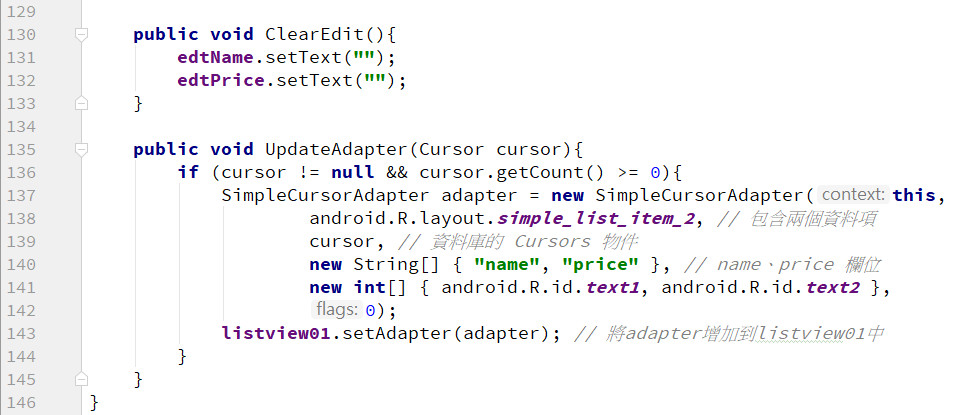 129
130 public void ClearEdit(){
131 edtName.setText("");
132 edtPrice.setText("");
133 }
134
135 public void UpdateAdapter(Cursor cursor){
136 if (cursor != null && cursor.getCount() >= 0){
137 SimpleCursorAdapter adapter = new SimpleCursorAdapter( context: this,
138 android.R.layout.simple_list_item_2, // 包含兩個資料項
139 cursor, // 資料庫的 Cursors 物件
140 new String[] { "name", "price" }, // name、price 欄位
141 new int[] { android.R.id.text1, android.R.id.text2 },
142 flags: 0);
143 listview01.setAdapter(adapter); // 將adapter增加到listview01中
144 }
145 }
146 }